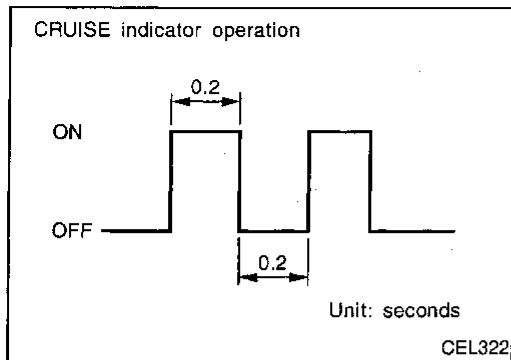 CRUISE indicator operation
0.2
ON
OFF
0.2
Unit: seconds
CEL322